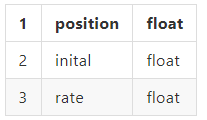 1 position float
2 inital float
3 rate float